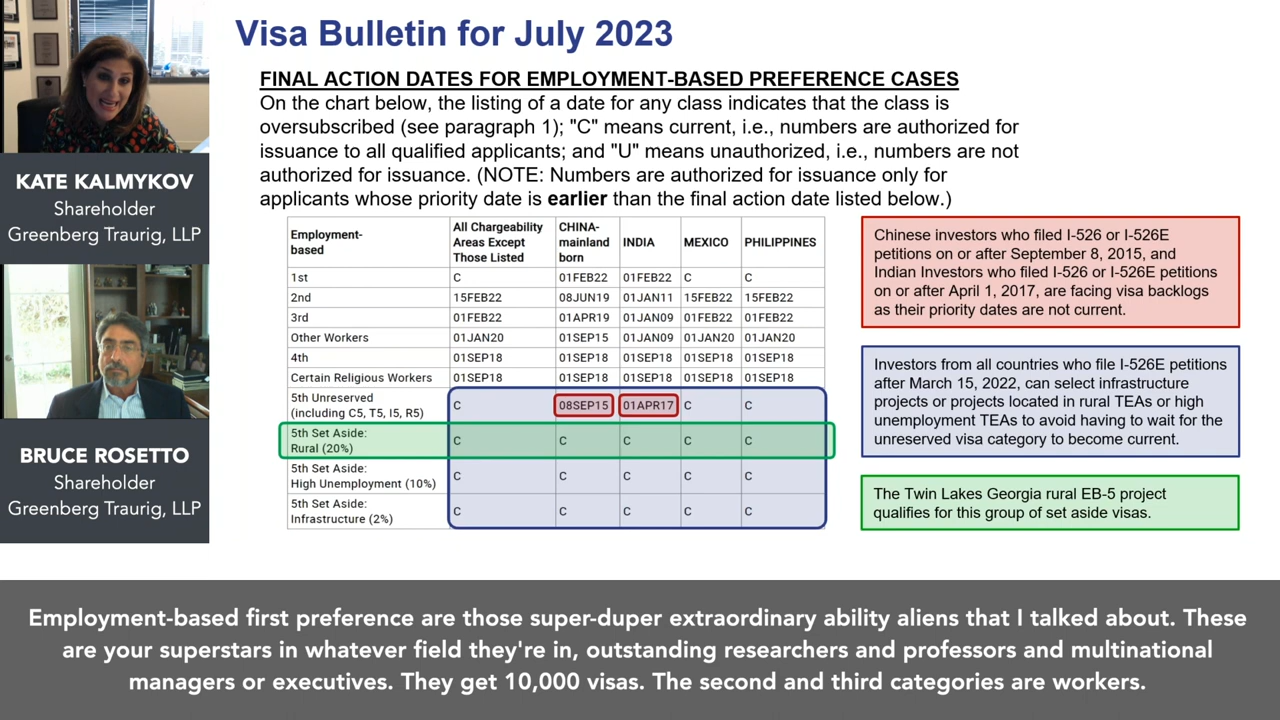 Visa Bulletin for July 2023
FINAL ACTION DATES FOR EMPLOYMENT-BASED PREFERENCE CASES
On the chart below, the listing of a date for any class indicates that the class is
oversubscribed (see paragraph 1); "C" means current, i.e., numbers are authorized for
issuance to all qualified applicants; and "U" means unauthorized, i.e., numbers are not
authorized for issuance. (NOTE: Numbers are authorized for issuance only for
applicants whose priority date is earlier than the final action date listed below.)
KATE KALMYKOV
Shareholder
Greenberg Traurig, LLP
BRUCE ROSETTO
Shareholder
Greenberg Traurig, LLP
Employment-
based
All Chargeability
Areas Except
Those Listed
CHINA-
mainland
born
INDIA
MEXICO
PHILIPPINES
1st C 01FEB22 01FEB22 C C
2nd 15FEB22 08JUN19 01JAN11 15FEB22 15FEB22
3rd 01FEB22 01APR19 01JAN09 01FEB22 01FEB22
Other Workers 01JAN20 01SEP15 01JAN09 01JAN20 01JAN20
4th 01SEP18 01SEP18 01SEP18 01SEP18 01SEP18
Certain Religious Workers 01SEP18 01SEP18 01SEP18 01SEP18 01SEP18
5th Unreserved
(including C5, T5, I5, R5) C 08SEP15 01APR17 C C
5th Set Aside:
Rural (20%) C C C C C
5th Set Aside:
High Unemployment (10%) C C C C C
5th Set Aside:
Infrastructure (2%) C C C C C
Chinese investors who filed I-526 or I-526E
petitions on or after September 8, 2015, and
Indian Investors who filed I-526 or I-526E petitions
on or after April 1, 2017, are facing visa backlogs
as their priority dates are not current.
Investors from all countries who file I-526E petitions
after March 15, 2022, can select infrastructure
projects or projects located in rural TEAs or high
unemployment TEAs to avoid having to wait for the
unreserved visa category to become current.
The Twin Lakes Georgia rural EB-5 project
qualifies for this group of set aside visas.
Employment-based first preference are those super-duper extraordinary ability aliens that I talked about. These
are your superstars in whatever field they're in, outstanding researchers and professors and multinational
managers or executives. They get 10,000 visas. The second and third categories are workers.